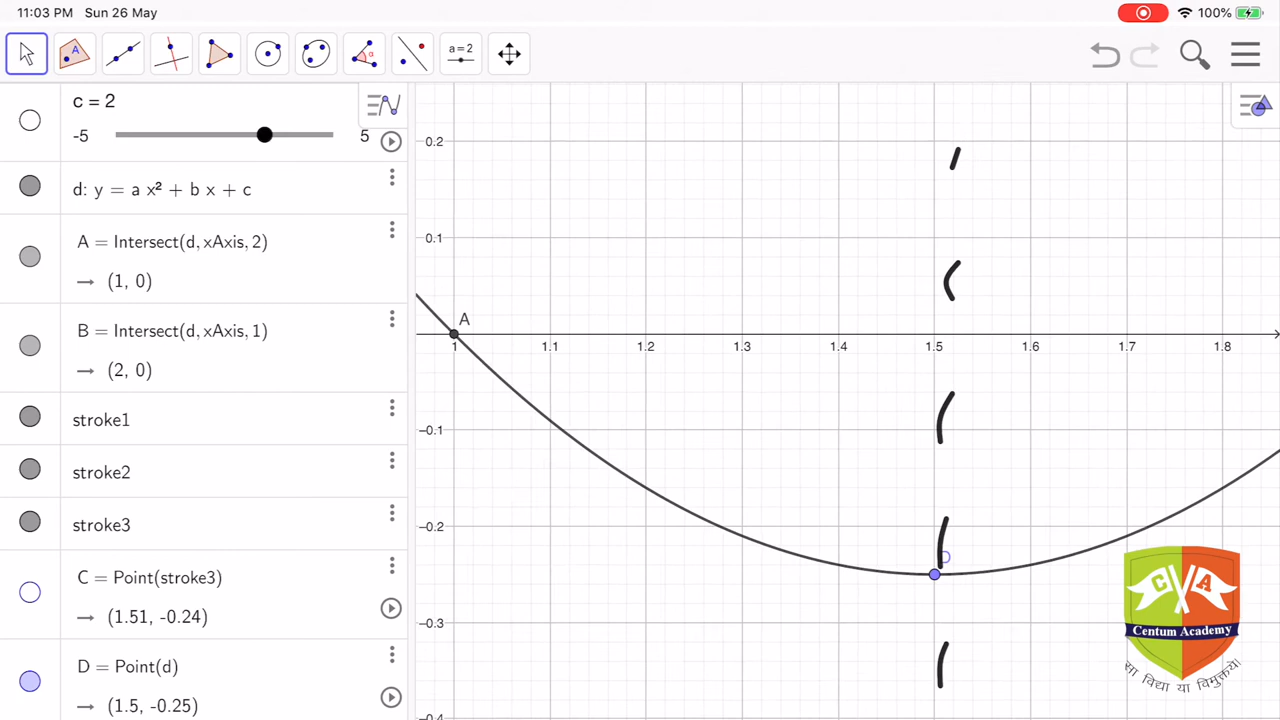 11:03 PM Sun 26 May
100%
A
a = 2
c = 2
-5
5
d: y = a x² + b x + c
A = Intersect(d, xAxis, 2)
→ (1, 0)
B = Intersect(d, xAxis, 1)
→ (2, 0)
stroke1
stroke2
stroke3
C = Point(stroke3)
→ (1.51, -0.24)
D = Point(d)
→ (1.5, -0.25)
0.2
0.1
A
1 1.1 1.2 1.3 1.4 1.5 1.6 1.7 1.8
-0.1
-0.2
D
-0.3
-0.4
C A
Centum Academy
सा विद्या या विमुक्तये